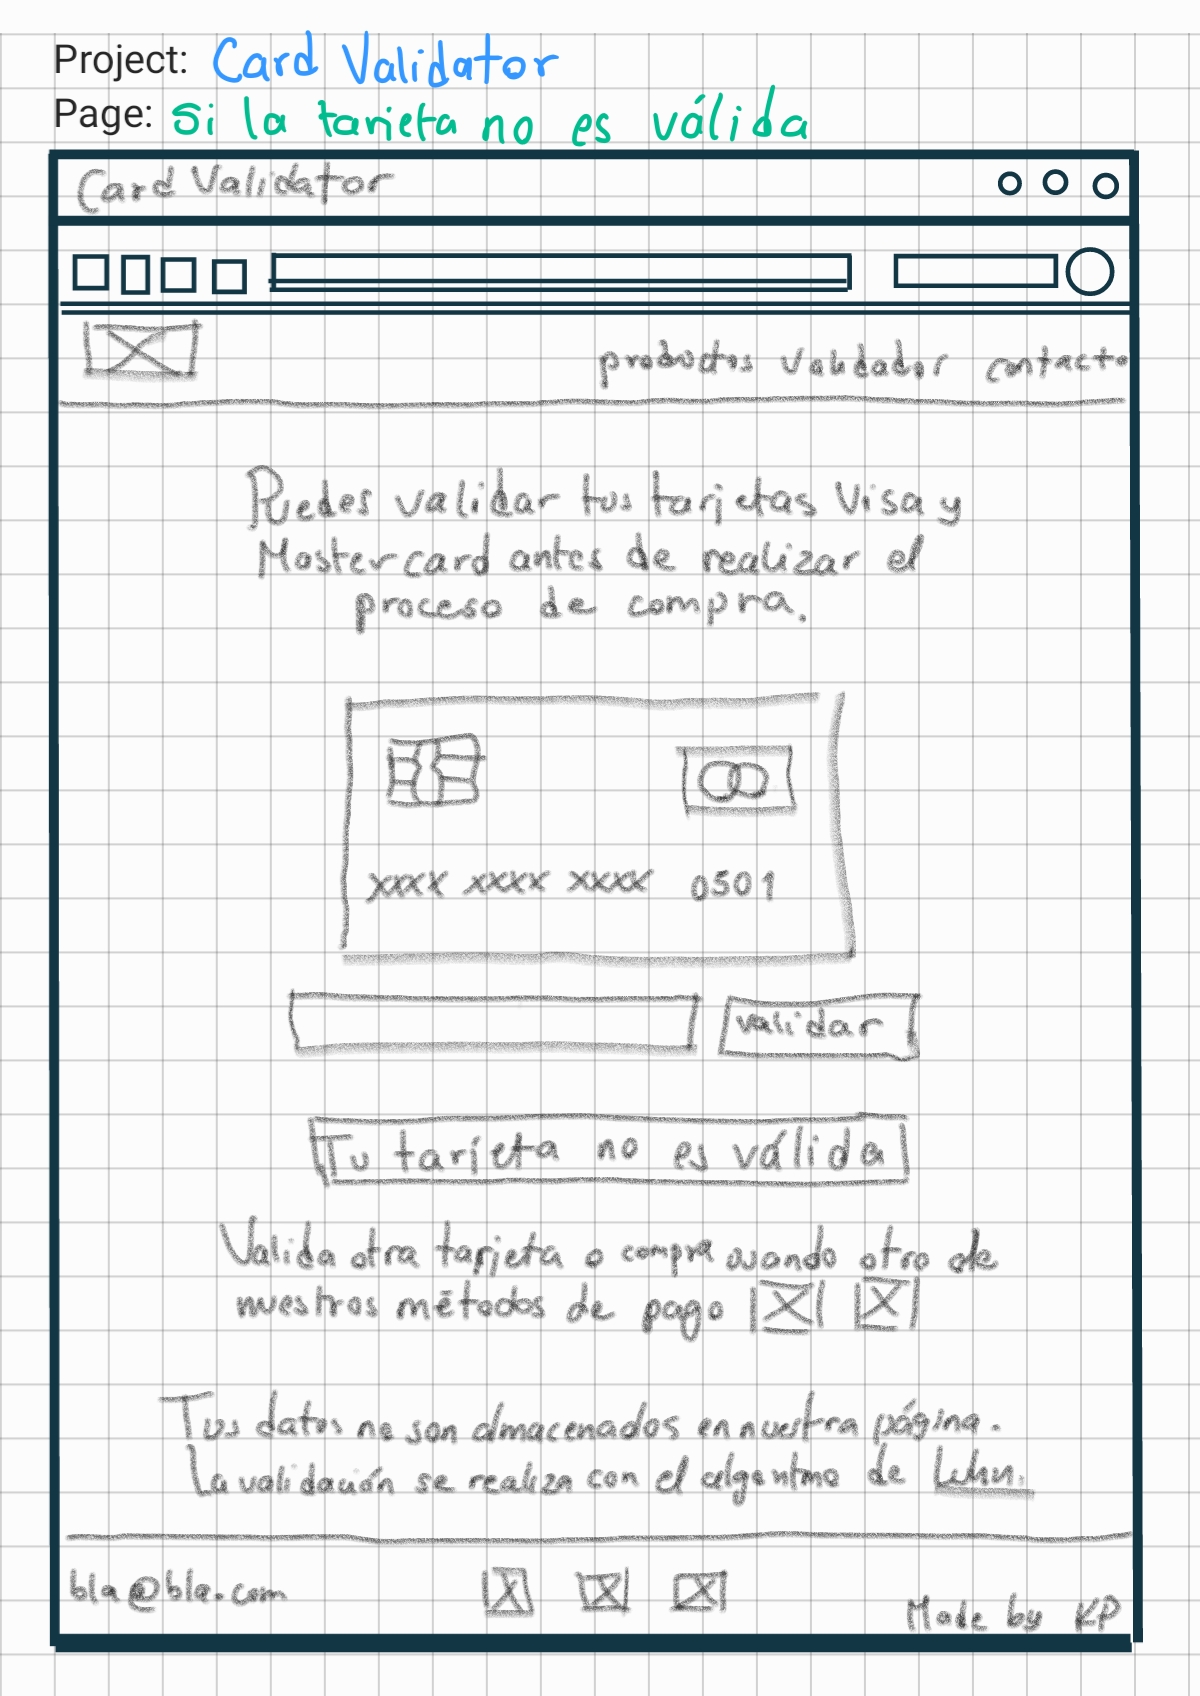 Project: Card Validator
Page: Si la tarjeta no es válida
Card Validator
productos validador contacto
Puedes validar tus tarjetas Visa y
Mastercard antes de realizar el
proceso de compra.
xxxx xxxx xxxx 0501
validar
Tu tarjeta no es válida
Valida otra tarjeta o compra usando otro de
nuestros métodos de pago
Tus datos no son almacenados en nuestra página.
La validación se realiza con el algoritmo de Luhn.
bla@bla.com
Made by KP